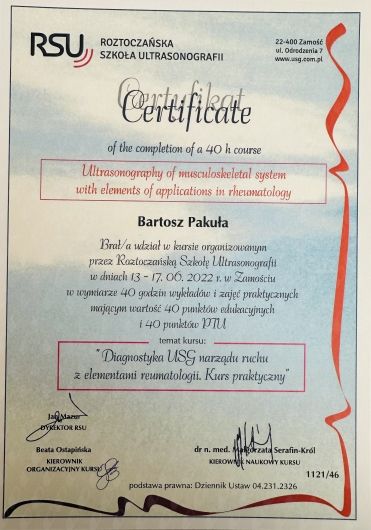 RSU
ROZTOCZAŃSKA
SZKOŁA ULTRASONOGRAFII
22-400 Zamość
ul. Odrodzenia 7
www.usg.com.pl
Certyfikat
Certificate
of the completion of a 40 h course
Ultrasonography of musculoskeletal system
with elements of applications in rheumatology
Bartosz Pakuła
Brał/a udział w kursie organizowanym
przez Roztoczańską Szkołę Ultrasonografii
w dniach 13 - 17. 06. 2022 r. w Zamościu
w wymiarze 40 godzin wykładów i zajęć praktycznych
mającym wartość 40 punktów edukacyjnych
i 40 punktów PTU
temat kursu:
"Diagnostyka USG narządu ruchu
z elementami reumatologii. Kurs praktyczny"
Jan Mazur
DYREKTOR RSU
Beata Ostapińska
KIEROWNIK
ORGANIZACYJNY KURSU
dr n. med. Małgorzata Serafin-Król
KIEROWNIK NAUKOWY KURSU
1121/46
podstawa prawna: Dziennik Ustaw 04.231.2326